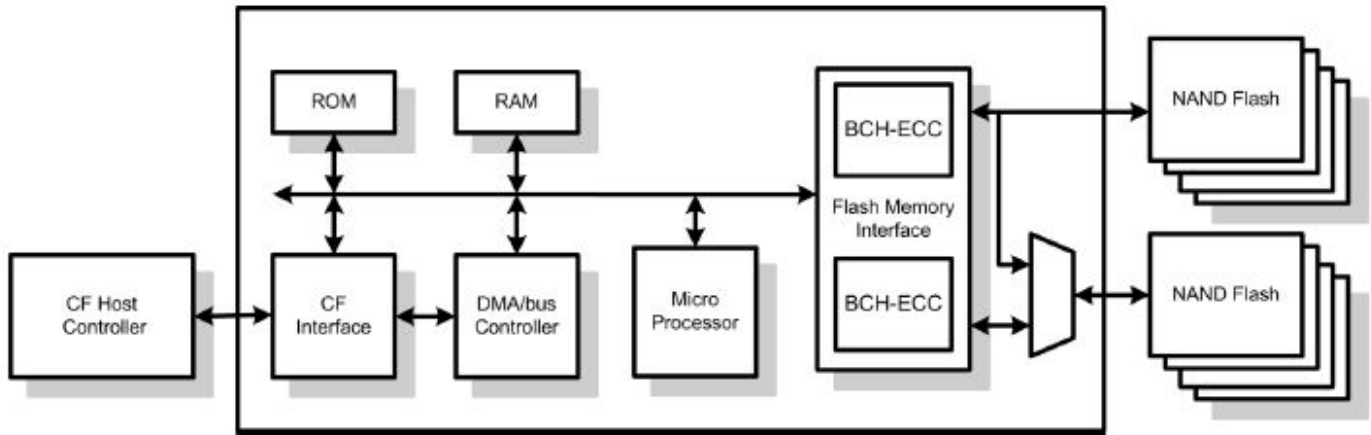 ROM
RAM
BCH-ECC
NAND Flash
Flash Memory
Interface
CF Host
Controller
CF
Interface
DMA/bus
Controller
Micro
Processor
BCH-ECC
NAND Flash